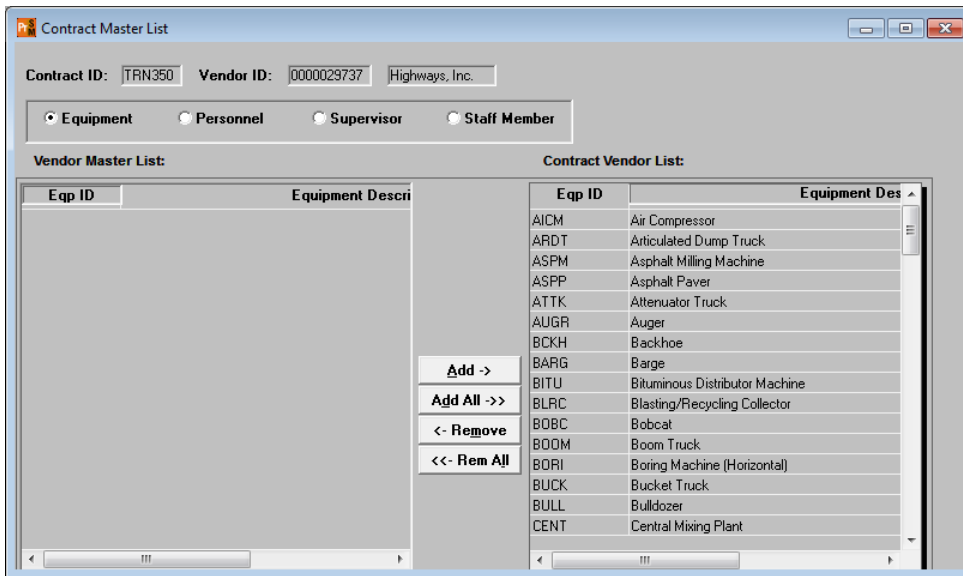 Contract Master List
Contract ID: TRN350 Vendor ID: 0000029737 Highways, Inc.
Equipment Personnel Supervisor Staff Member
Vendor Master List:
Eqp ID Equipment Descri
Add ->
Add All ->>
<- Remove
<<- Rem All
Contract Vendor List:
Eqp ID Equipment Des
AICM Air Compressor
ARDT Articulated Dump Truck
ASPM Asphalt Milling Machine
ASPP Asphalt Paver
ATTK Attenuator Truck
AUGR Auger
BCKH Backhoe
BARG Barge
BITU Bituminous Distributor Machine
BLRC Blasting/Recycling Collector
BOBC Bobcat
BOOM Boom Truck
BORI Boring Machine (Horizontal)
BUCK Bucket Truck
BULL Bulldozer
CENT Central Mixing Plant